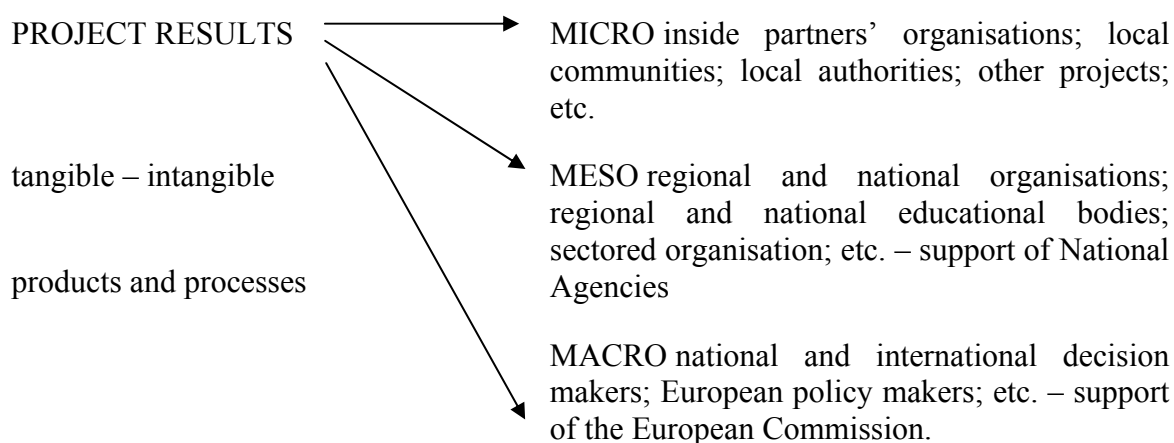 PROJECT RESULTS
tangible – intangible
products and processes
MICRO inside partners’ organisations; local
communities; local authorities; other projects;
etc.
MESO regional and national organisations;
regional and national educational bodies;
sectored organisation; etc. – support of National
Agencies
MACRO national and international decision
makers; European policy makers; etc. – support
of the European Commission.